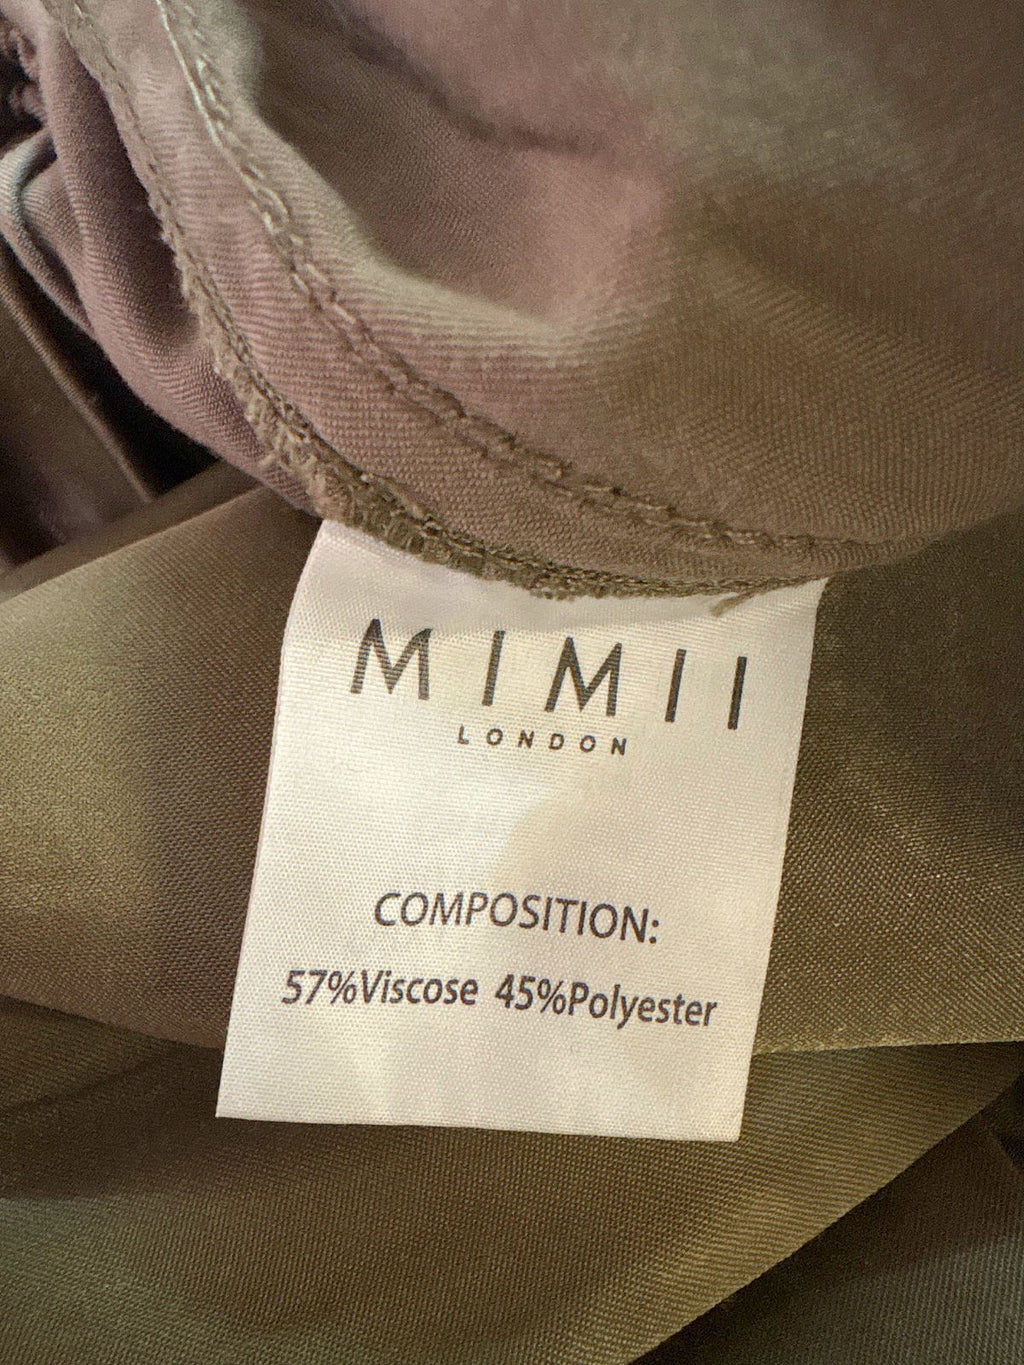 MIMII
LONDON
COMPOSITION:
57%Viscose 45%Polyester